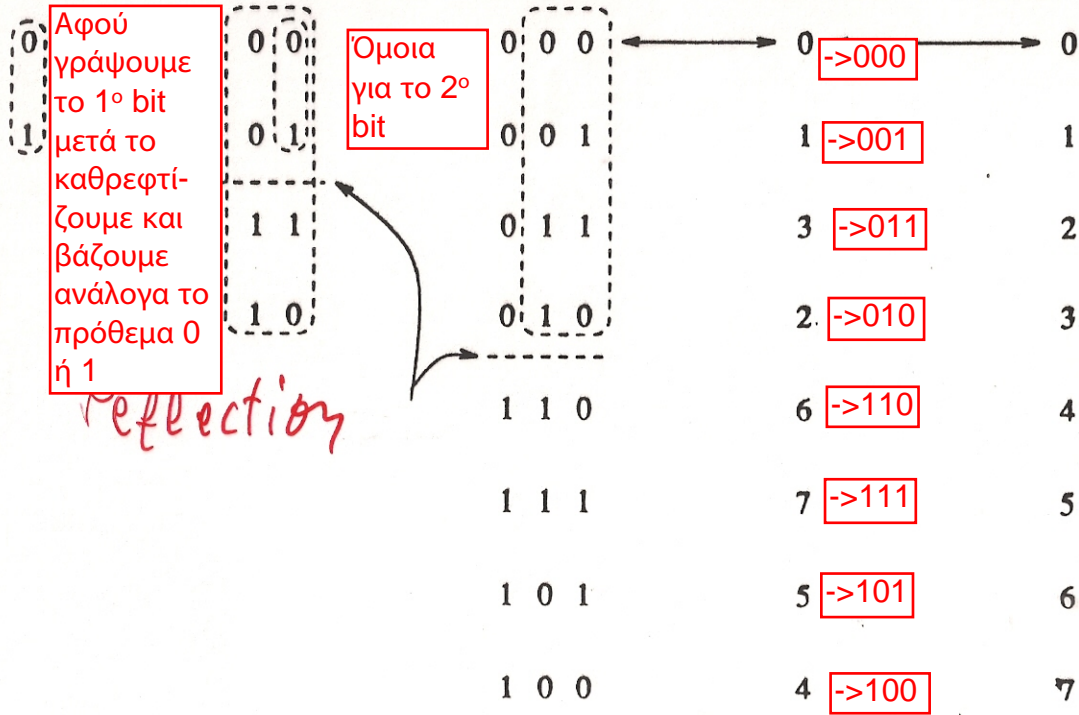 0 Αφού 0 0 Όμοια 0 0 0 0 ->000 0
γράψουμε
το 1ο bit για το 2ο
1 μετά το 0 1 bit 0 0 1 1 ->001 1
καθρεφτί-
ζουμε και 1 1 0 1 1 3 ->011 2
βάζουμε
ανάλογα το
πρόθεμα 0 1 0 0 1 0 2. ->010 3
ή 1
reflection 1 1 0 6 ->110 4
1 1 1 7 ->111 5
1 0 1 5 ->101 6
1 0 0 4 ->100 7